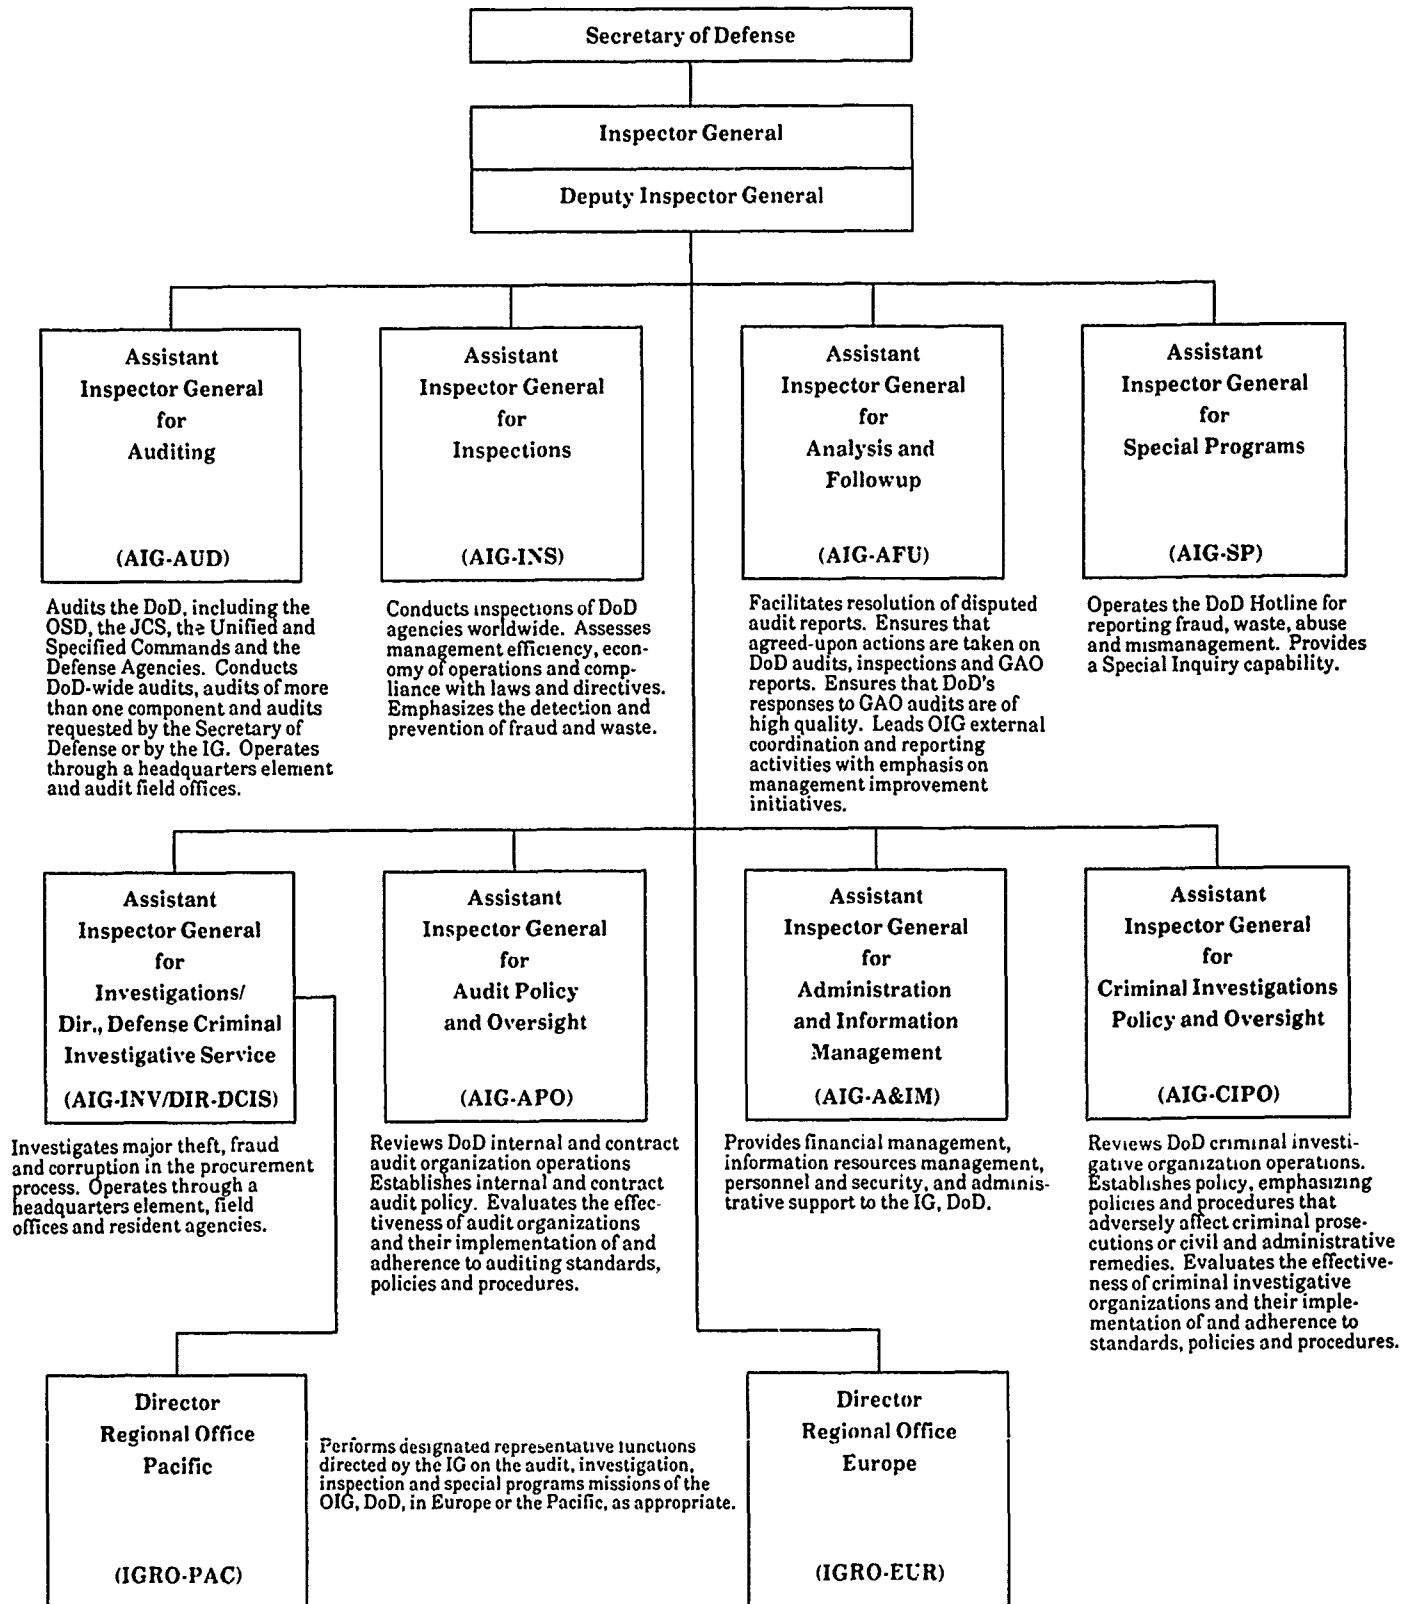 Secretary of Defense
Inspector General
Deputy Inspector General
Assistant
Inspector General
for
Auditing
(AIG-AUD)
Audits the DoD, including the
OSD, the JCS, the Unified and
Specified Commands and the
Defense Agencies. Conducts
DoD-wide audits, audits of more
than one component and audits
requested by the Secretary of
Defense or by the IG. Operates
through a headquarters element
and audit field offices.
Assistant
Inspector General
for
Inspections
(AIG-INS)
Conducts inspections of DoD
agencies worldwide. Assesses
management efficiency, econ-
omy of operations and comp-
liance with laws and directives.
Emphasizes the detection and
prevention of fraud and waste.
Assistant
Inspector General
for
Analysis and
Followup
(AIG-AFU)
Facilitates resolution of disputed
audit reports. Ensures that
agreed-upon actions are taken on
DoD audits, inspections and GAO
reports. Ensures that DoD's
responses to GAO audits are of
high quality. Leads OIG external
coordination and reporting
activities with emphasis on
management improvement
initiatives.
Assistant
Inspector General
for
Special Programs
(AIG-SP)
Operates the DoD Hotline for
reporting fraud, waste, abuse
and mismanagement. Provides
a Special Inquiry capability.
Assistant
Inspector General
for
Investigations/
Dir., Defense Criminal
Investigative Service
(AIG-INV/DIR-DCIS)
Investigates major theft, fraud
and corruption in the procurement
process. Operates through a
headquarters element, field
offices and resident agencies.
Assistant
Inspector General
for
Audit Policy
and Oversight
(AIG-APO)
Reviews DoD internal and contract
audit organization operations
Establishes internal and contract
audit policy. Evaluates the effec-
tiveness of audit organizations
and their implementation of and
adherence to auditing standards,
policies and procedures.
Assistant
Inspector General
for
Administration
and Information
Management
(AIG-A&IM)
Provides financial management,
information resources management,
personnel and security, and adminis-
trative support to the IG, DoD.
Assistant
Inspector General
for
Criminal Investigations
Policy and Oversight
(AIG-CIPO)
Reviews DoD criminal investi-
gative organization operations.
Establishes policy, emphasizing
policies and procedures that
adversely affect criminal prose-
cutions or civil and administrative
remedies. Evaluates the effective-
ness of criminal investigative
organizations and their imple-
mentation of and adherence to
standards, policies and procedures.
Director
Regional Office
Pacific
(IGRO-PAC)
Performs designated representative functions
directed by the IG on the audit, investigation,
inspection and special programs missions of the
OIG, DoD, in Europe or the Pacific, as appropriate.
Director
Regional Office
Europe
(IGRO-EUR)